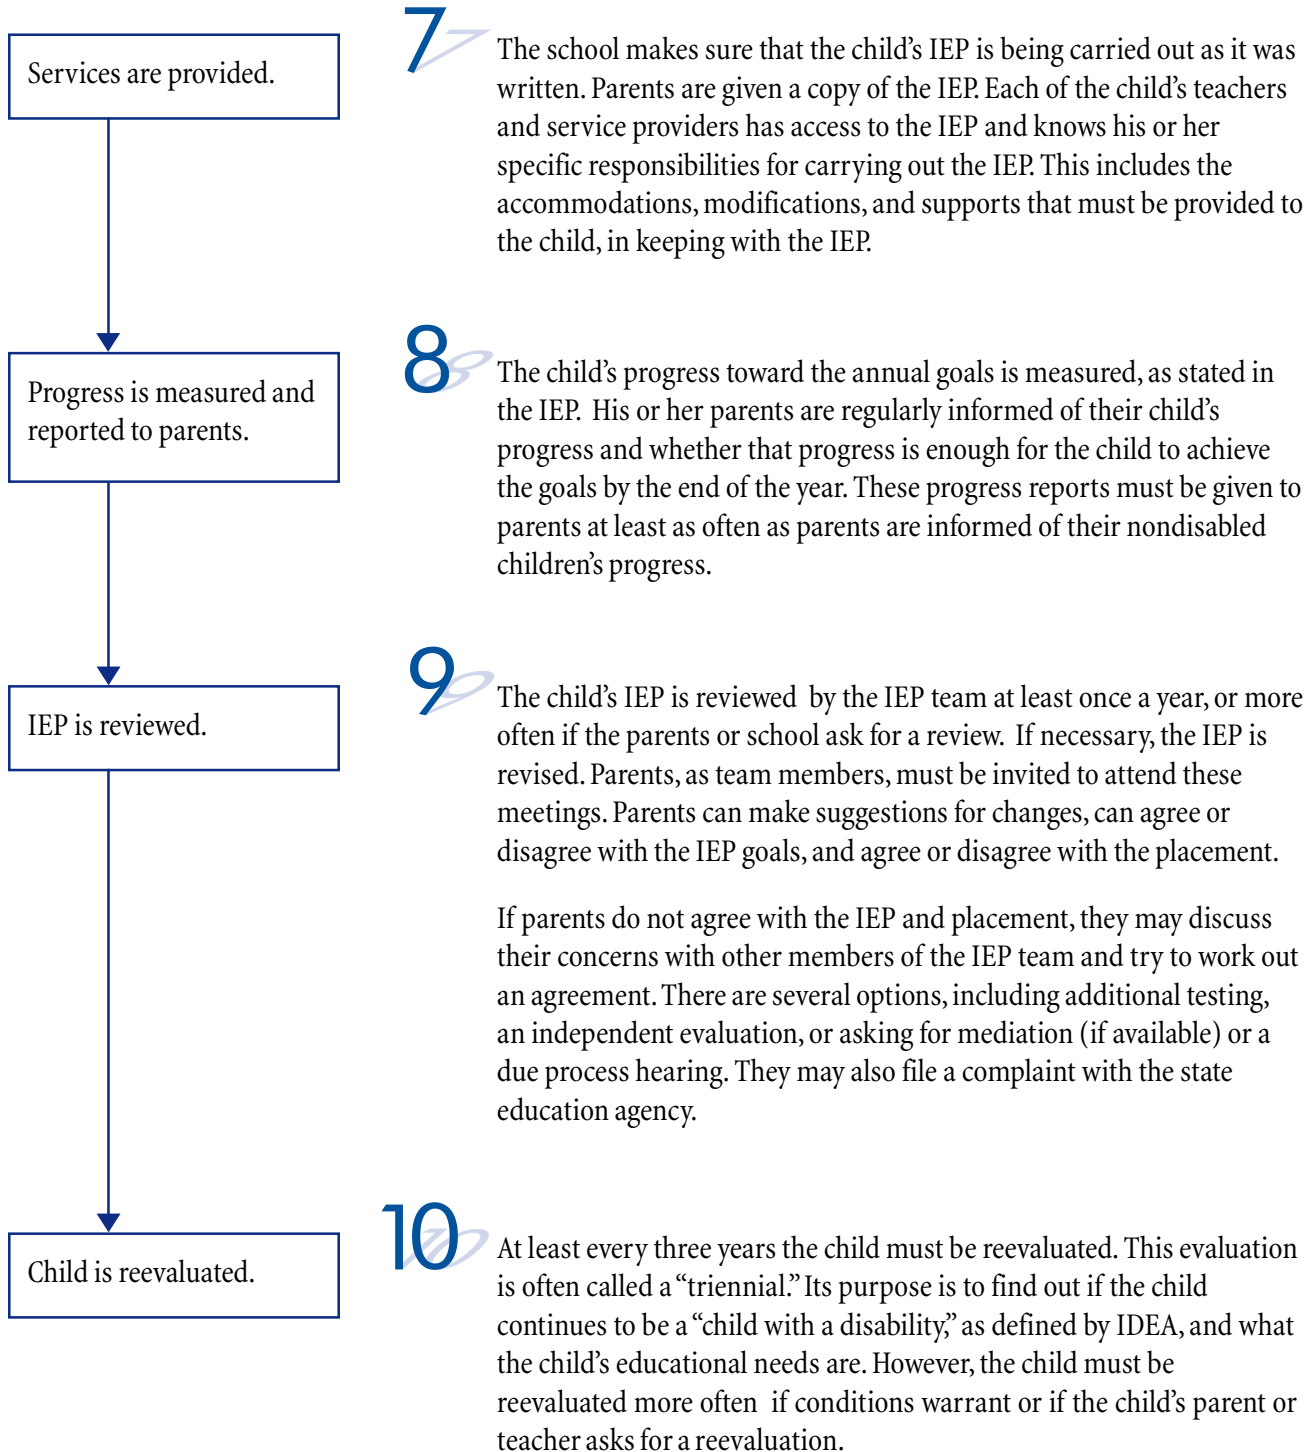 Services are provided.
7
The school makes sure that the child’s IEP is being carried out as it was
written. Parents are given a copy of the IEP. Each of the child’s teachers
and service providers has access to the IEP and knows his or her
specific responsibilities for carrying out the IEP. This includes the
accommodations, modifications, and supports that must be provided to
the child, in keeping with the IEP.
Progress is measured and
reported to parents.
8
The child’s progress toward the annual goals is measured, as stated in
the IEP.  His or her parents are regularly informed of their child’s
progress and whether that progress is enough for the child to achieve
the goals by the end of the year. These progress reports must be given to
parents at least as often as parents are informed of their nondisabled
children’s progress.
IEP is reviewed.
9
The child’s IEP is reviewed  by the IEP team at least once a year, or more
often if the parents or school ask for a review.  If necessary, the IEP is
revised. Parents, as team members, must be invited to attend these
meetings. Parents can make suggestions for changes, can agree or
disagree with the IEP goals, and agree or disagree with the placement.
If parents do not agree with the IEP and placement, they may discuss
their concerns with other members of the IEP team and try to work out
an agreement. There are several options, including additional testing,
an independent evaluation, or asking for mediation (if available) or a
due process hearing. They may also file a complaint with the state
education agency.
Child is reevaluated.
10
At least every three years the child must be reevaluated. This evaluation
is often called a “triennial.” Its purpose is to find out if the child
continues to be a “child with a disability,” as defined by IDEA, and what
the child’s educational needs are. However, the child must be
reevaluated more often  if conditions warrant or if the child’s parent or
teacher asks for a reevaluation.